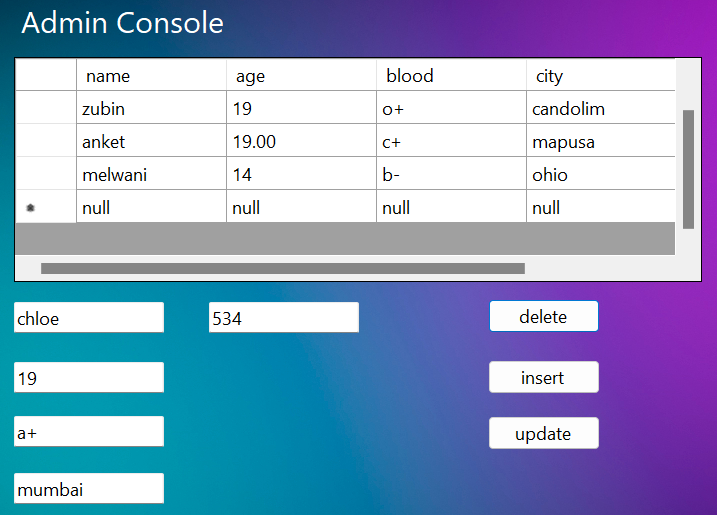 Admin Console
name age blood city
zubin 19 o+ candolim
anket 19.00 c+ mapusa
melwani 14 b- ohio
null null null null
chloe 534 delete
19 insert
a+ update
mumbai